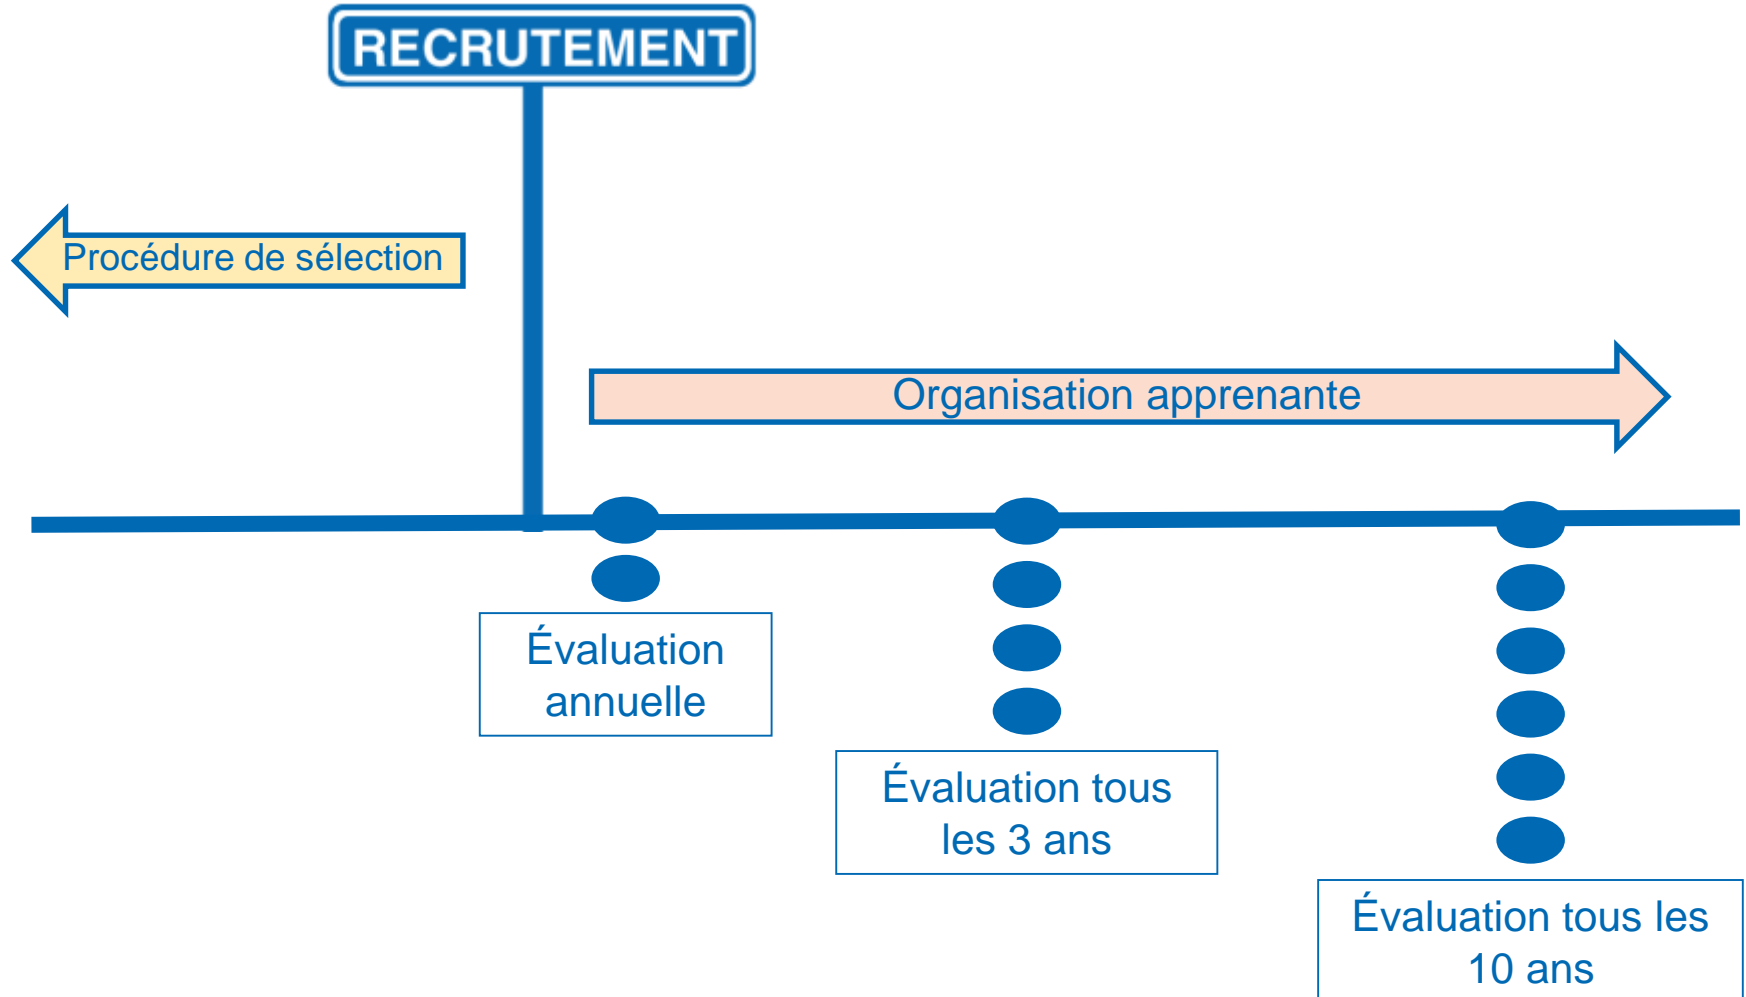 RECRUTEMENT
Procédure de sélection
Organisation apprenante
Évaluation
annuelle
Évaluation tous
les 3 ans
Évaluation tous les
10 ans